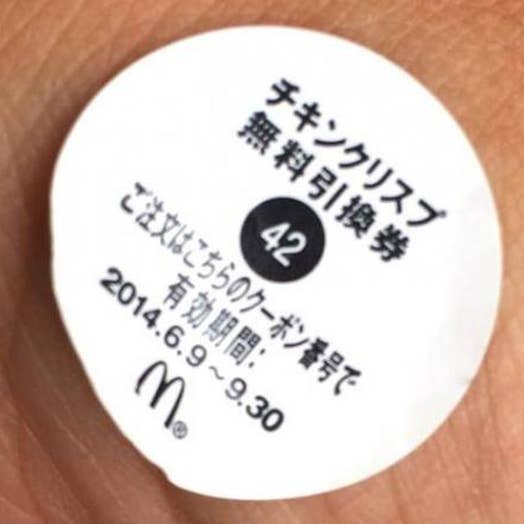 チキンクリスプ
無料引換券
42
ご注文はこちらのクーポン番号で
有効期間:
2014.6.9～9.30
M®